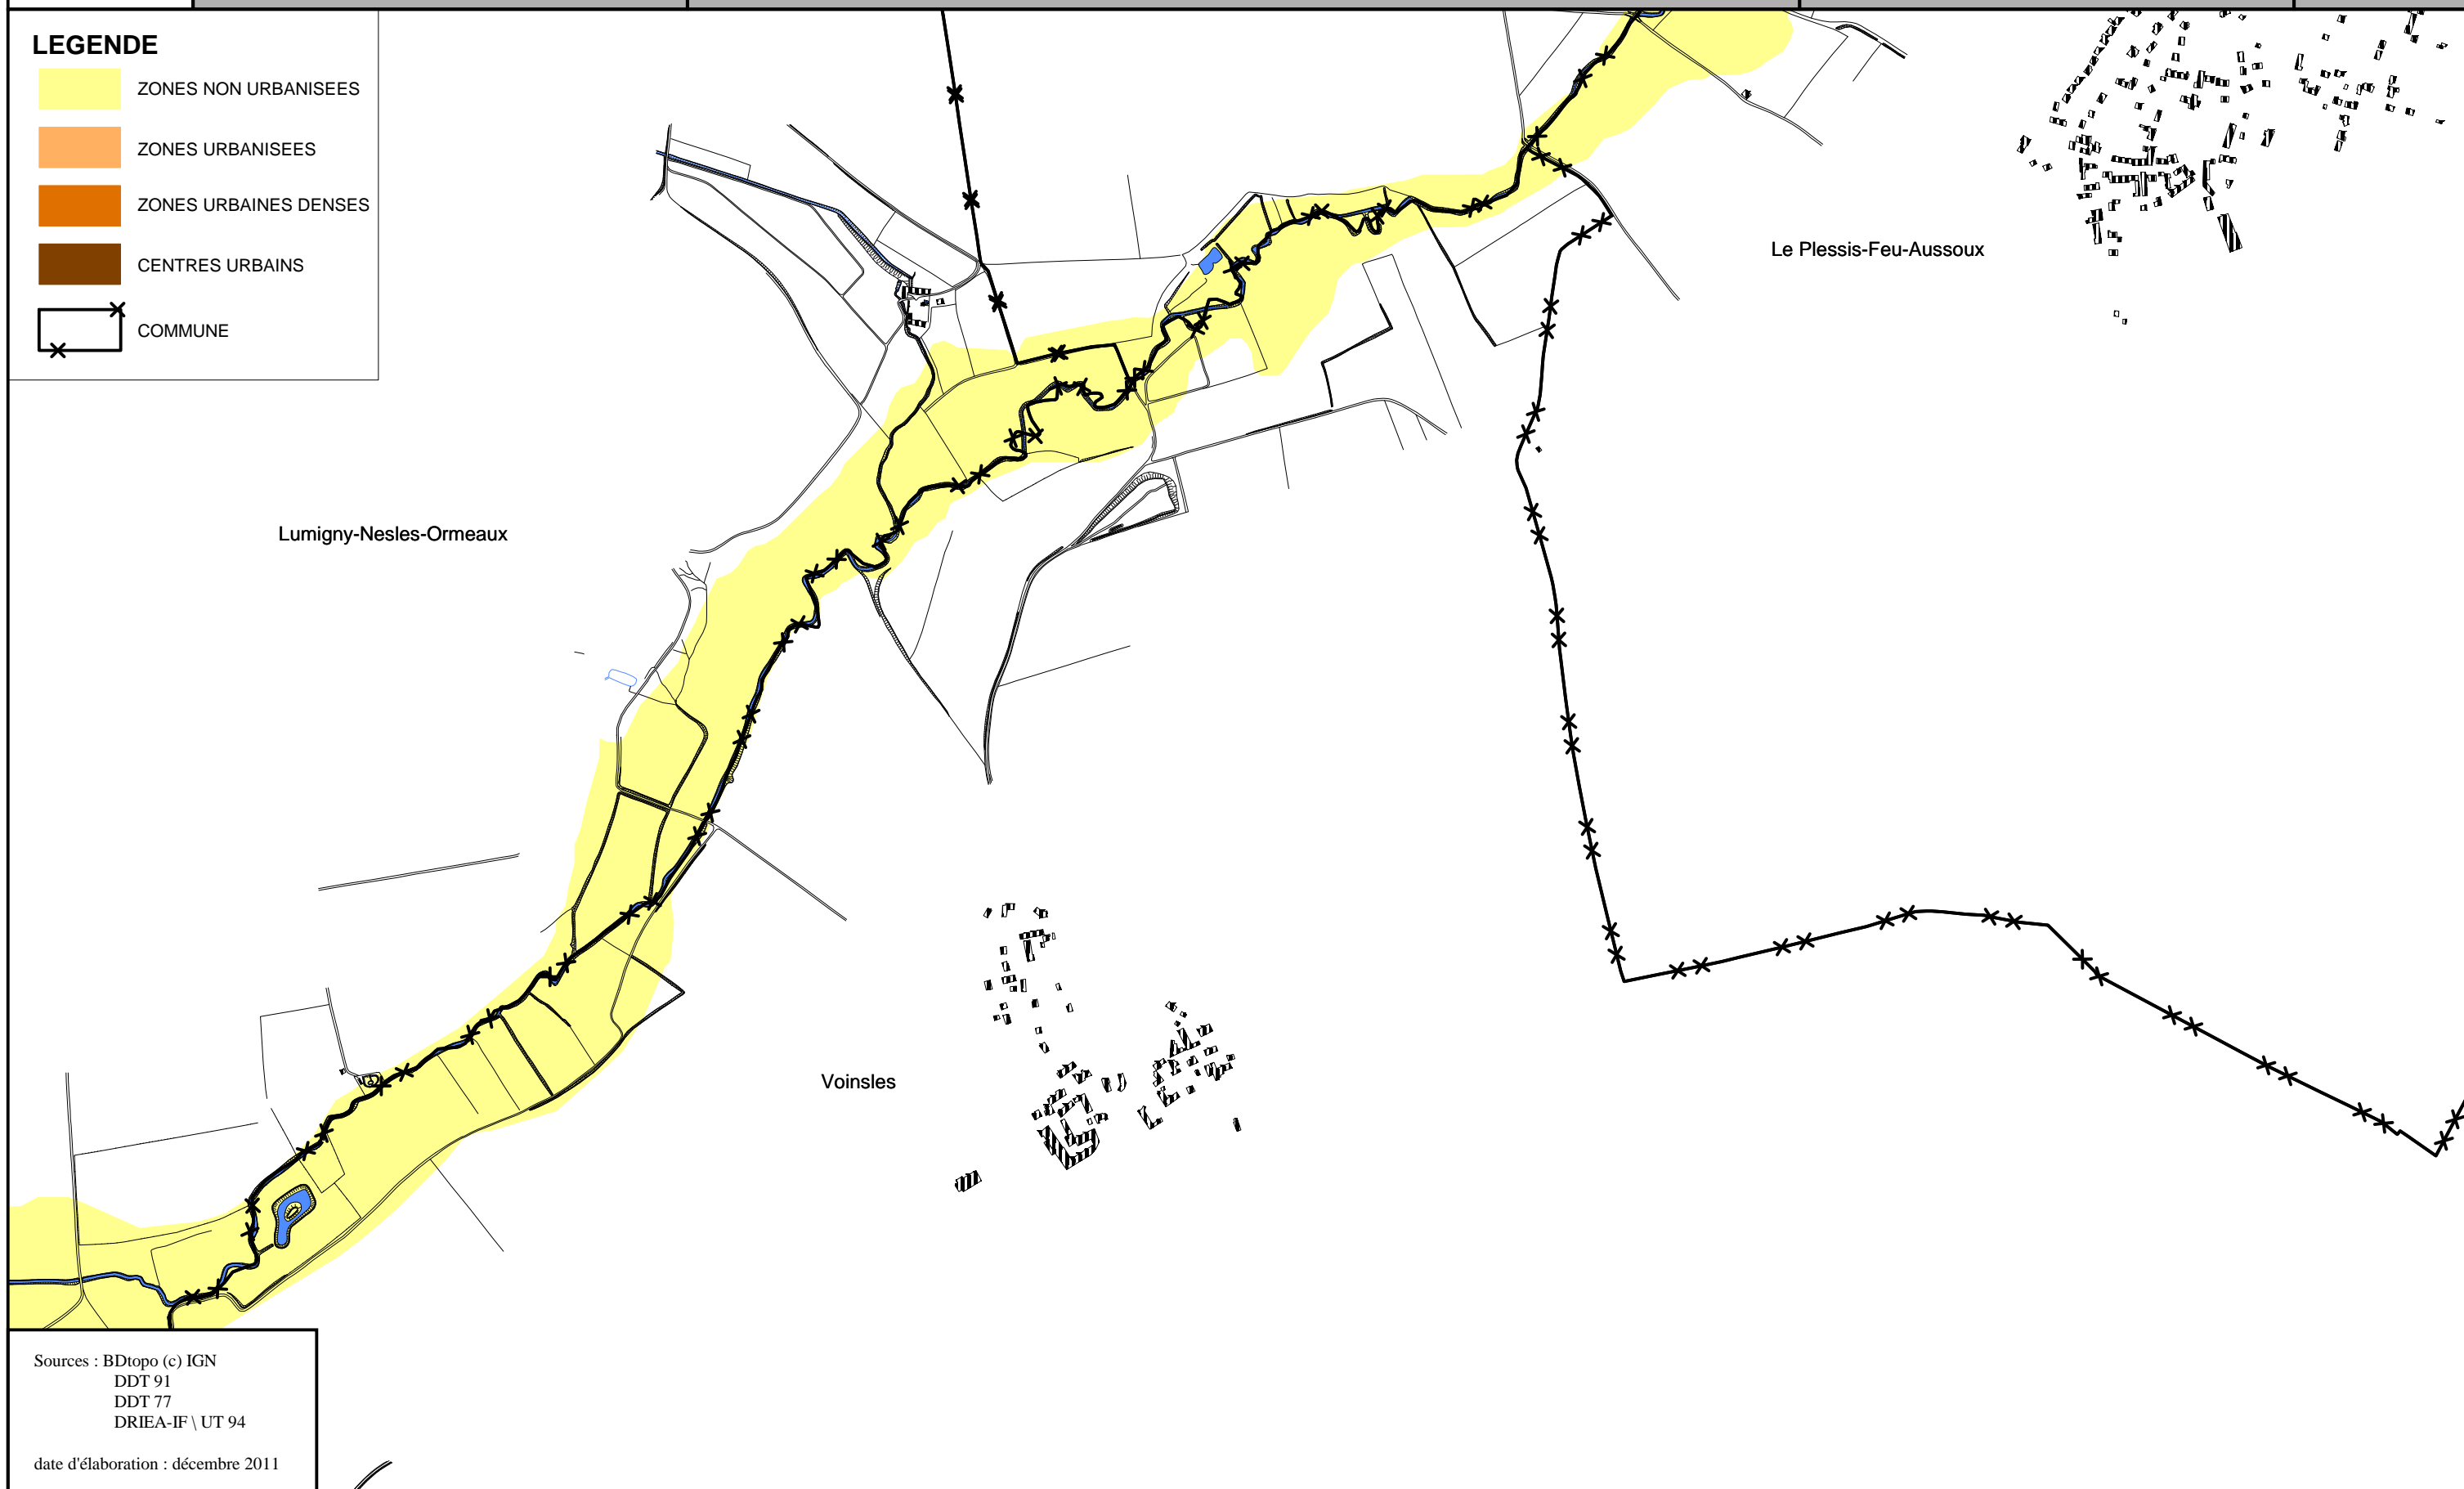 LEGENDE
ZONES NON URBANISEES
ZONES URBANISEES
ZONES URBAINES DENSES
CENTRES URBAINS
COMMUNE
Le Plessis-Feu-Aussoux
Lumigny-Nesles-Ormeaux
Voinsles
Sources : BDtopo (c) IGN
DDT 91
DDT 77
DRIEA-IF \ UT 94
date d'élaboration : décembre 2011